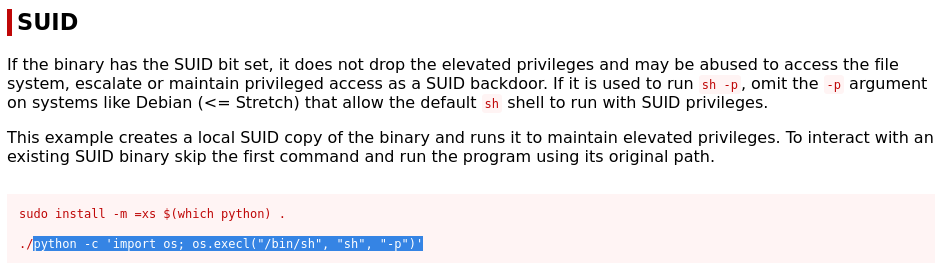 SUID
If the binary has the SUID bit set, it does not drop the elevated privileges and may be abused to access the file
system, escalate or maintain privileged access as a SUID backdoor. If it is used to run sh -p, omit the -p argument
on systems like Debian (<= Stretch) that allow the default sh shell to run with SUID privileges.
This example creates a local SUID copy of the binary and runs it to maintain elevated privileges. To interact with an
existing SUID binary skip the first command and run the program using its original path.
sudo install -m =xs $(which python) .
./python -c 'import os; os.execl("/bin/sh", "sh", "-p")'